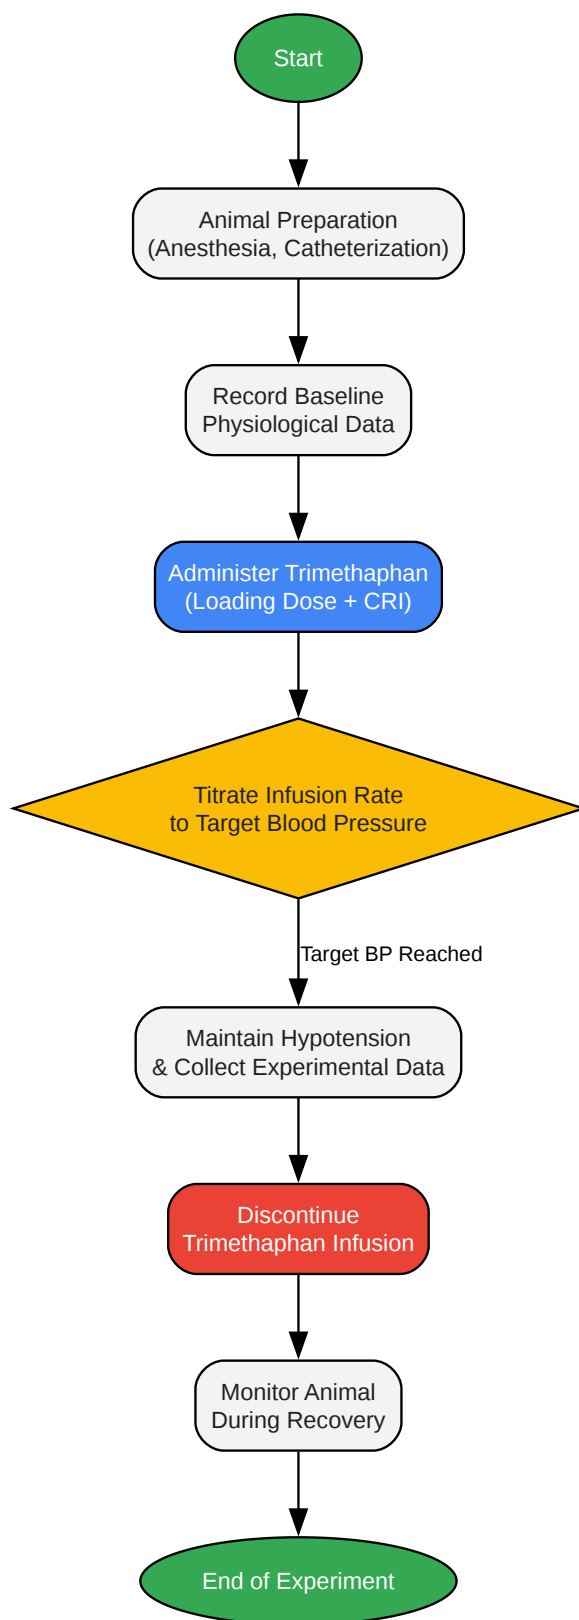 Start
Animal Preparation
(Anesthesia, Catheterization)
Record Baseline
Physiological Data
Administer Trimethaphan
(Loading Dose + CRI)
Titrate Infusion Rate
to Target Blood Pressure
Target BP Reached
Maintain Hypotension
& Collect Experimental Data
Discontinue
Trimethaphan Infusion
Monitor Animal
During Recovery
End of Experiment